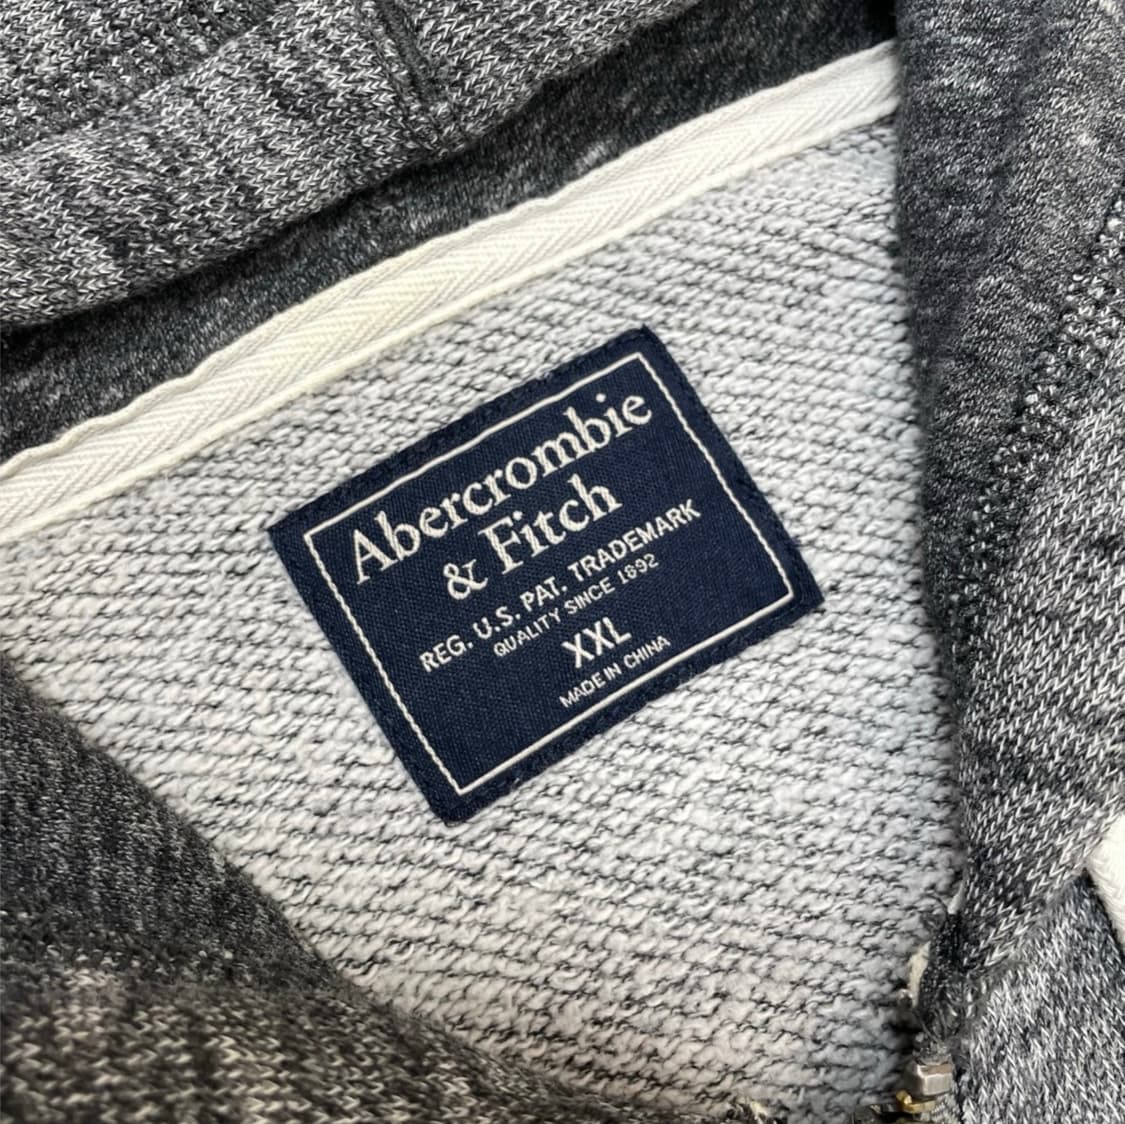 Abercrombie
& Fitch
REG. U.S. PAT. TRADEMARK
QUALITY SINCE 1892
XXL
MADE IN CHINA